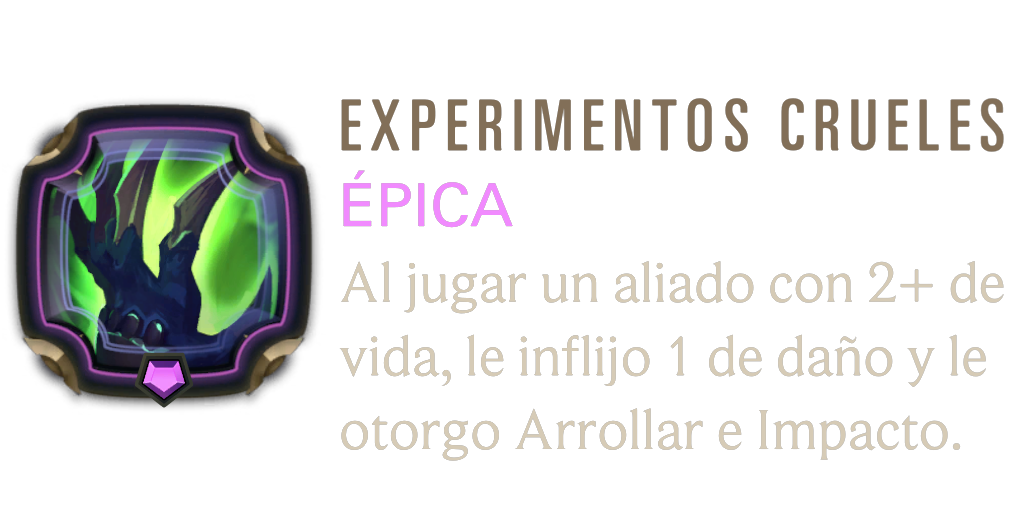 EXPERIMENTOS CRUELES
ÉPICA
Al jugar un aliado con 2+ de
vida, le inflijo 1 de daño y le
otorgo Arrollar e Impacto.